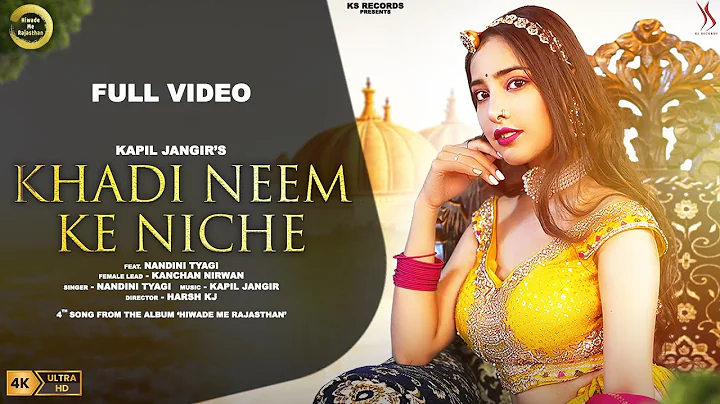 Hiwade
Me
Rajasthan
KS RECORDS
PRESENTS
KS RECORDS
FULL VIDEO
KAPIL JANGIR'S
KHADI NEEM
KE NICHE
FEAT. NANDINI TYAGI
FEMALE LEAD - KANCHAN NIRWAN
SINGER - NANDINI TYAGI MUSIC - KAPIL JANGIR
DIRECTOR - HARSH KJ
4TH SONG FROM THE ALBUM 'HIWADE ME RAJASTHAN'
4K ULTRA HD